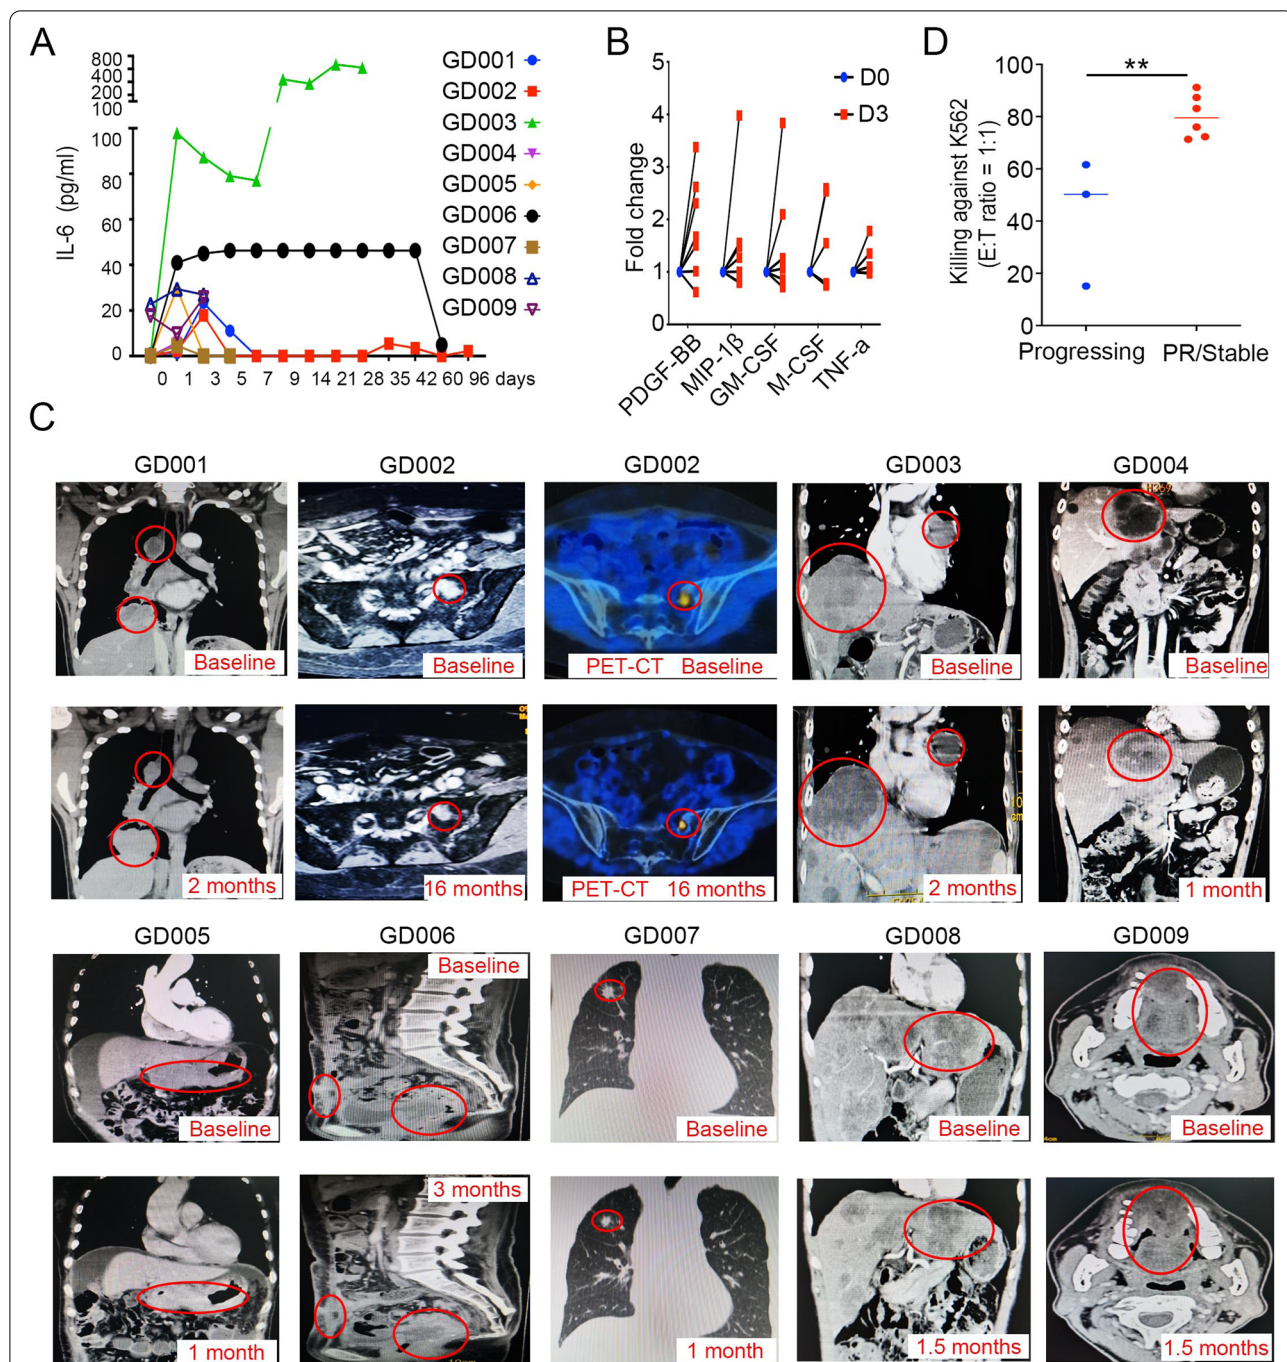 A
IL-6 (pg/ml)
800
400
200
100
100
80
60
40
20
0
0 1 3 5 7 9 14 21 28 35 42 60 96 days
GD001
GD002
GD003
GD004
GD005
GD006
GD007
GD008
GD009
B
Fold change
5
4
3
2
1
0
D0
D3
PDGF-BB
MIP-1β
GM-CSF
M-CSF
TNF-a
D
Killing against K562
(E:T ratio = 1:1)
100
80
60
40
20
0
**
Progressing PR/Stable
C
GD001 GD002 GD002 GD003 GD004
H359
Baseline Baseline PET-CT Baseline Baseline Baseline
10
cm
2 months 16 months PET-CT 16 months 2 months 1 month
GD005 GD006 GD007 GD008 GD009
Baseline Baseline Baseline Baseline Baseline
1 month 3 months 1 month 1.5 months 1.5 months